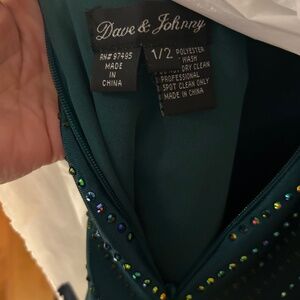 Dave & Johnny
RN# 97495
MADE
IN
CHINA
1/2
POLYESTER
WASH
DRY CLEAN
PROFESSIONAL
SPOT CLEAN ONLY
MADE IN CHINA